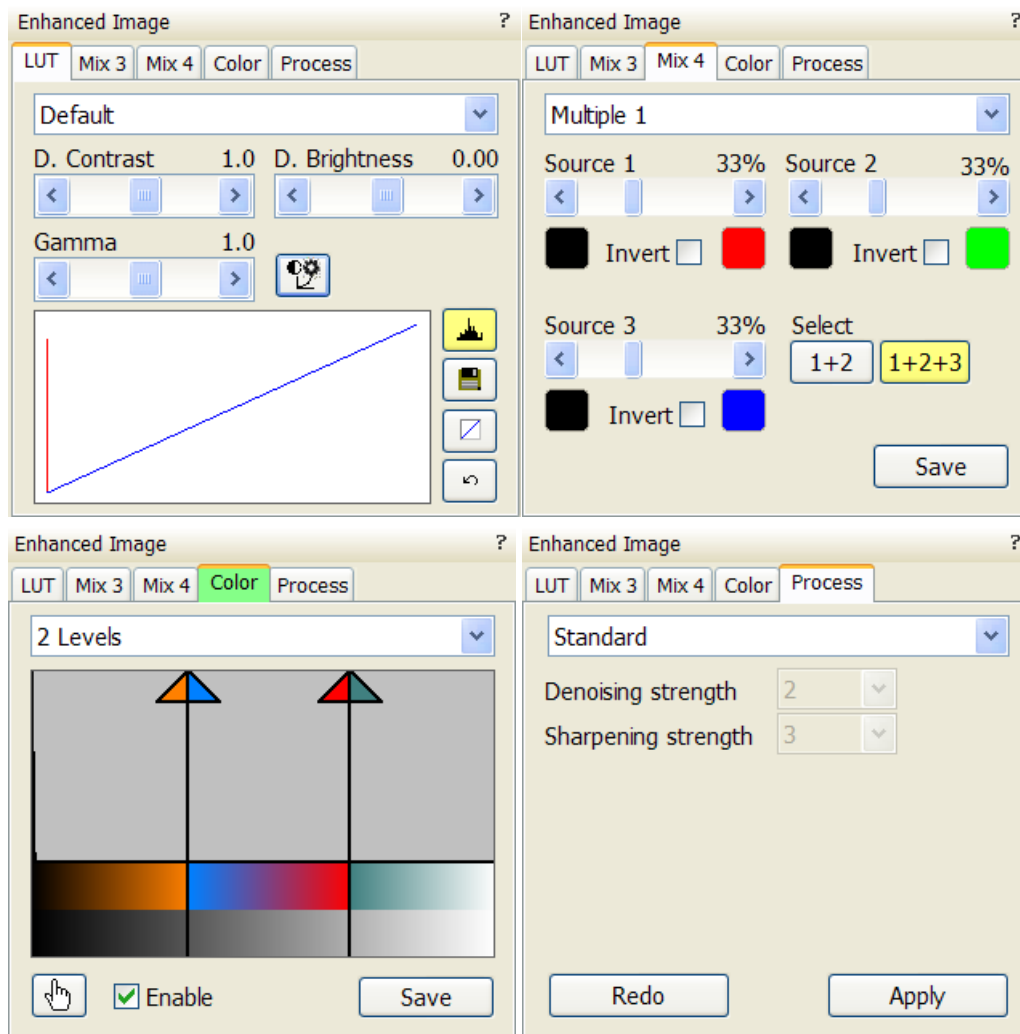 Enhanced Image ?
LUT Mix 3 Mix 4 Color Process
Default
D. Contrast 1.0 D. Brightness 0.00
Gamma 1.0
Enhanced Image ?
LUT Mix 3 Mix 4 Color Process
Multiple 1
Source 1 33% Source 2 33%
Invert Invert
Source 3 33% Select
1+2 1+2+3
Invert
Save
Enhanced Image ?
LUT Mix 3 Mix 4 Color Process
2 Levels
Enable Save
Enhanced Image ?
LUT Mix 3 Mix 4 Color Process
Standard
Denoising strength 2
Sharpening strength 3
Redo Apply